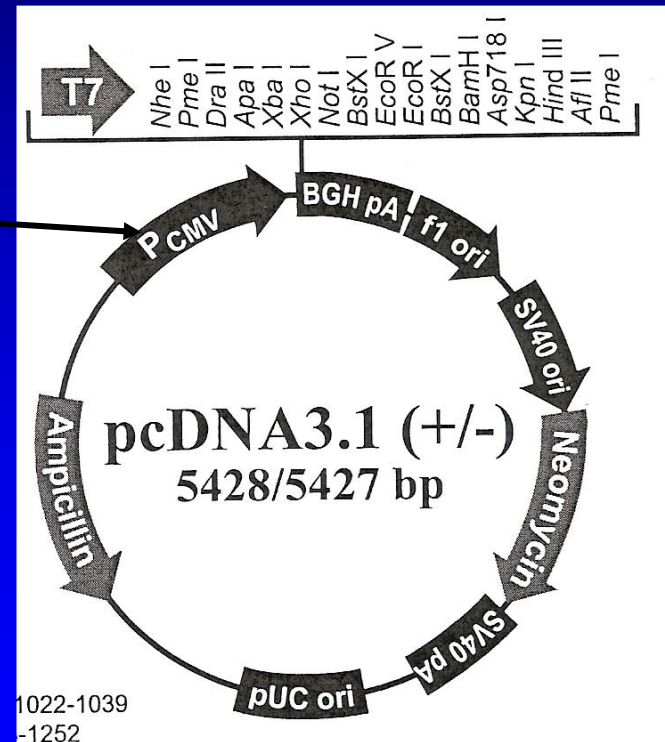 T7
Nhe I
Pme I
Dra II
Apa I
Xba I
Xho I
Not I
BstX I
EcoR V
EcoR I
BstX I
BamH I
Asp718 I
Kpn I
Hind III
Afl II
Pme I
P CMV
BGH pA
f1 ori
SV40 ori
Neomycin
SV40 pA
pUC ori
Ampicillin
pcDNA3.1 (+/-)
5428/5427 bp
1022-1039
-1252